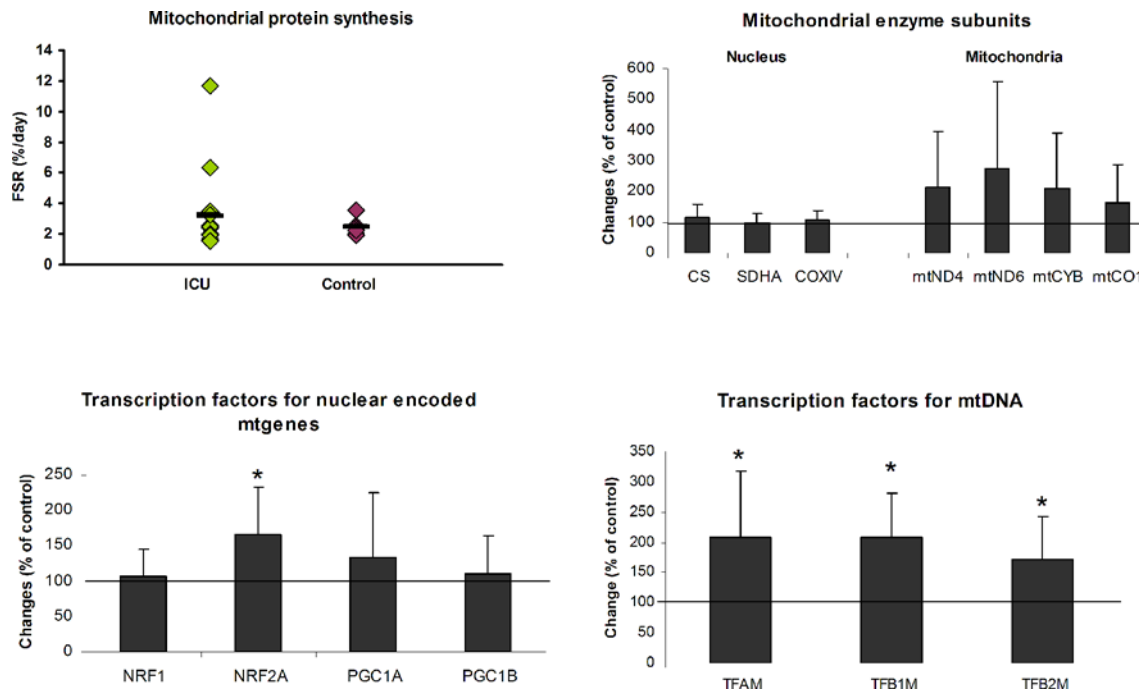 Mitochondrial protein synthesis
14
12
10
8
6
4
2
0
FSR (%/day)
ICU Control
Mitochondrial enzyme subunits
Nucleus Mitochondria
600
500
400
300
200
100
0
Changes (% of control)
CS SDHA COXIV mtND4 mtND6 mtCYB mtCO1
Transcription factors for nuclear encoded
mtgenes
250
200
150
100
50
0
Changes (% of control)
*
NRF1 NRF2A PGC1A PGC1B
Transcription factors for mtDNA
350
300
250
200
150
100
50
0
Change (% of control)
* * *
TFAM TFB1M TFB2M